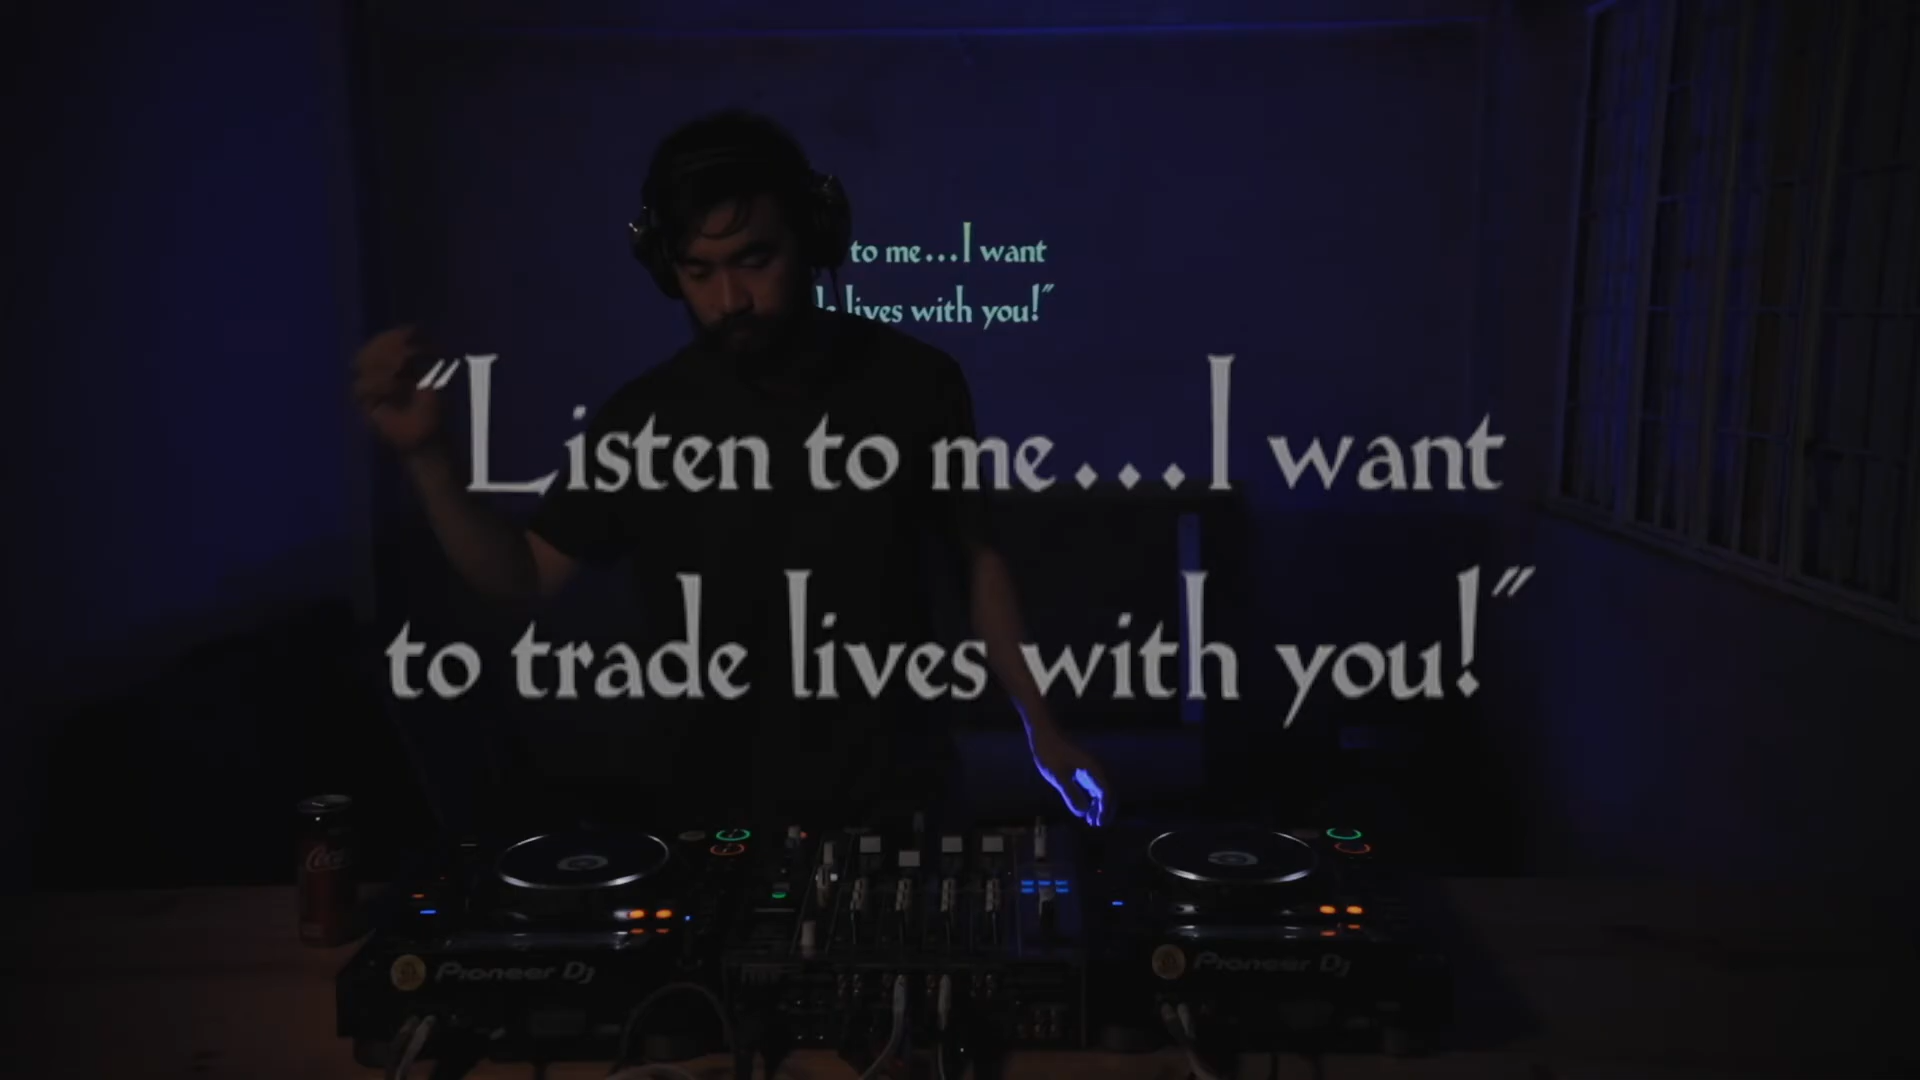 to me...I want
lives with you!"
"Listen to me...I want
to trade lives with you!"
Coca
Pioneer Dj
Pioneer Dj